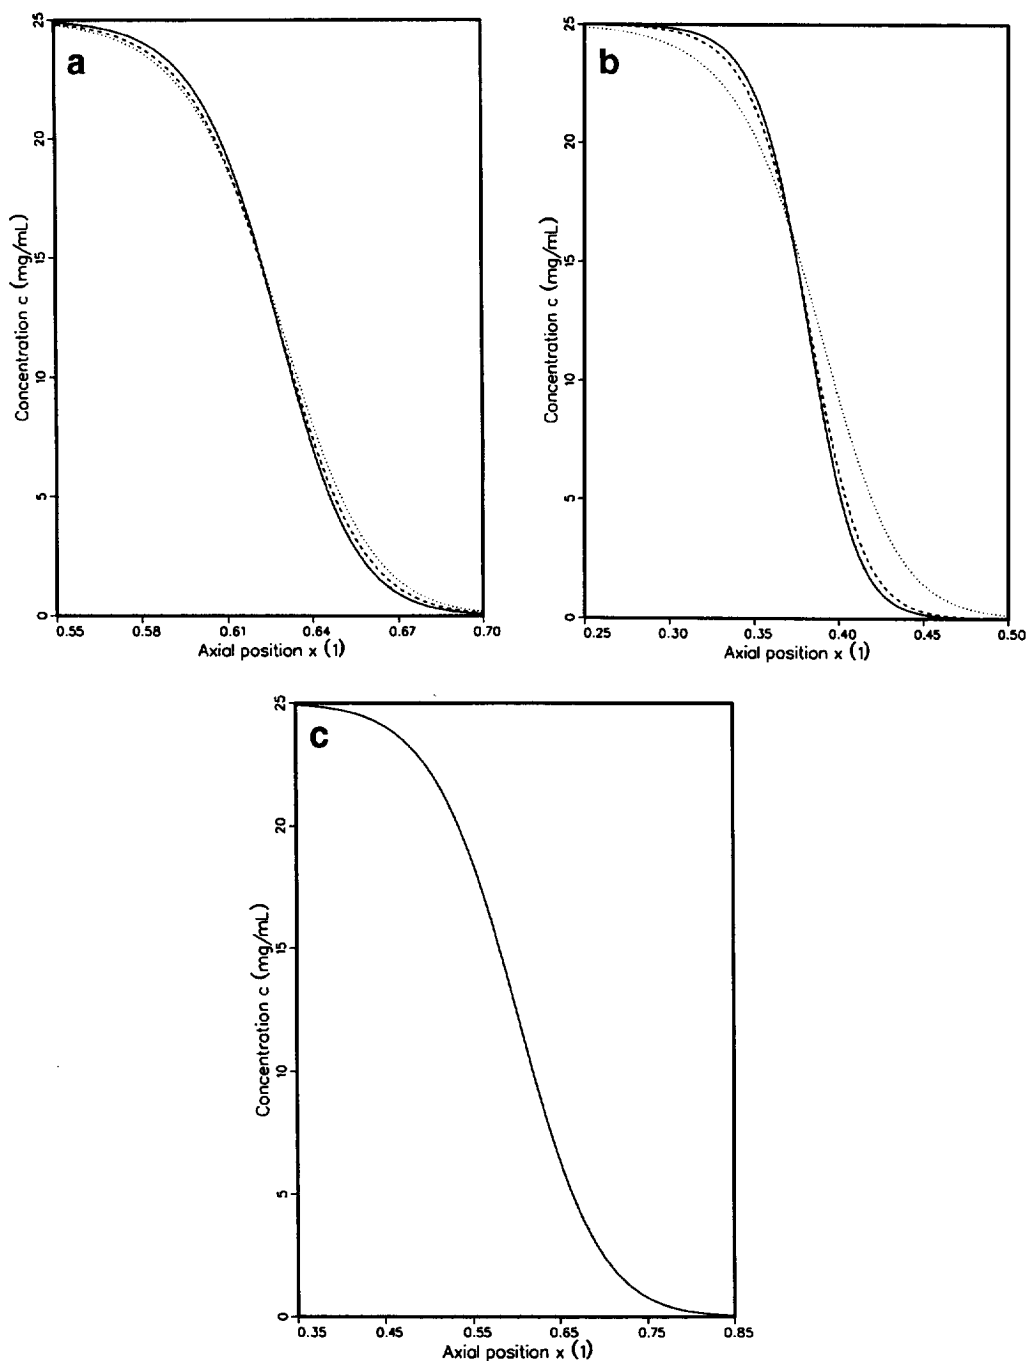 a
25
20
15
10
5
0
Concentration c (mg/mL)
0.55 0.58 0.61 0.64 0.67 0.70
Axial position x (1)
b
25
20
15
10
5
0
Concentration c (mg/mL)
0.25 0.30 0.35 0.40 0.45 0.50
Axial position x (1)
c
25
20
15
10
5
0
Concentration c (mg/mL)
0.35 0.45 0.55 0.65 0.75 0.85
Axial position x (1)